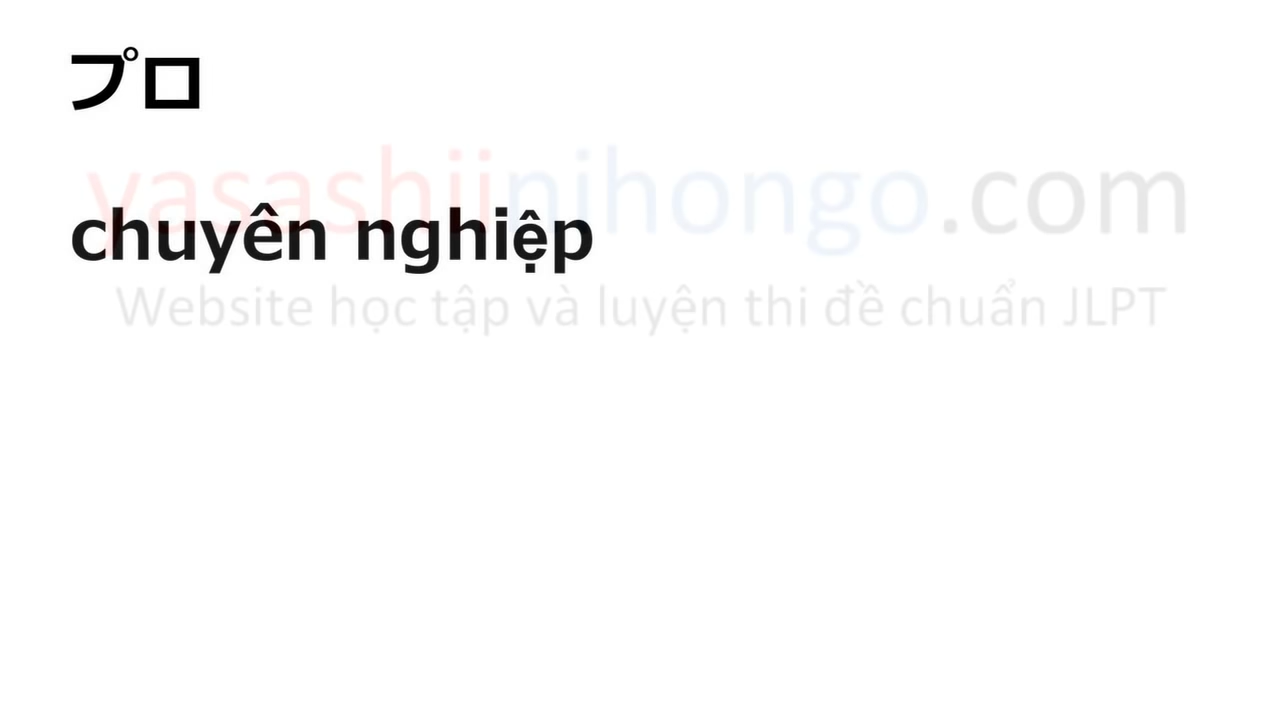 プロ
yasashiinihongo.com
chuyên nghiệp
Website học tập và luyện thi đề chuẩn JLPT